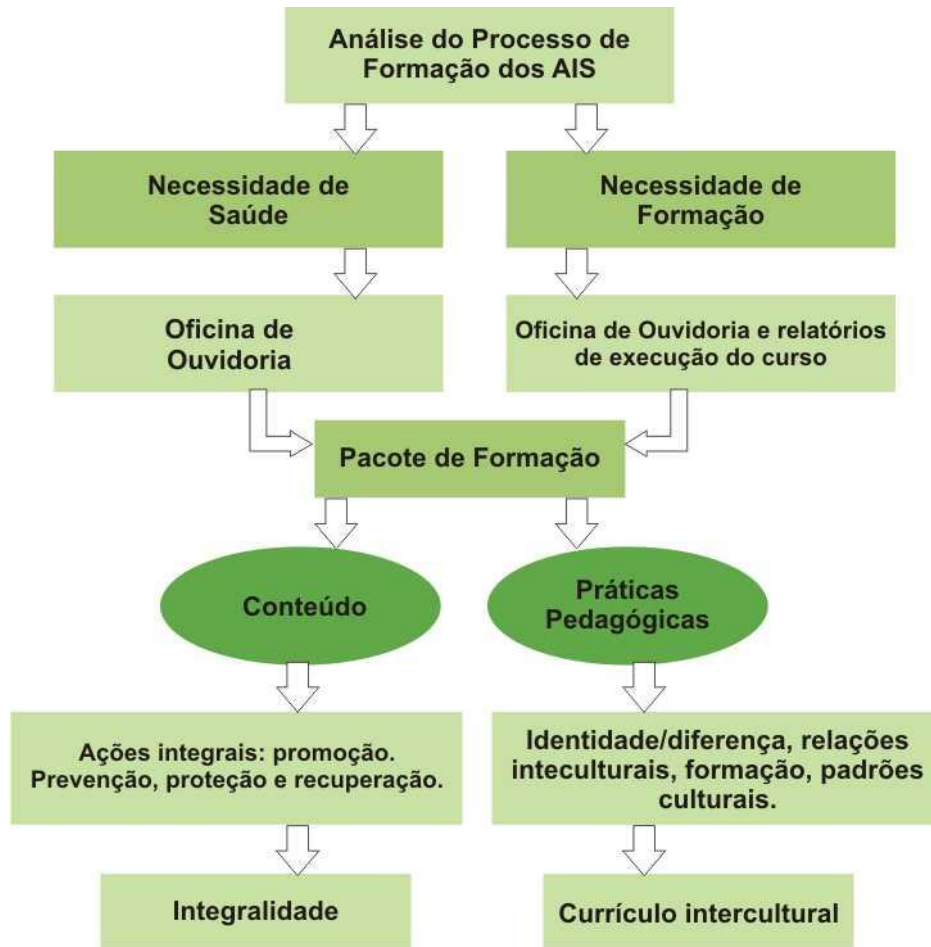 Análise do Processo de
Formação dos AIS
Necessidade de
Saúde
Necessidade de
Formação
Oficina de
Ouvidoria
Oficina de Ouvidoria e relatórios
de execução do curso
Pacote de Formação
Conteúdo
Práticas
Pedagógicas
Ações integrais: promoção.
Prevenção, proteção e recuperação.
Identidade/diferença, relações
inteculturais, formação, padrões
culturais.
Integralidade
Currículo intercultural